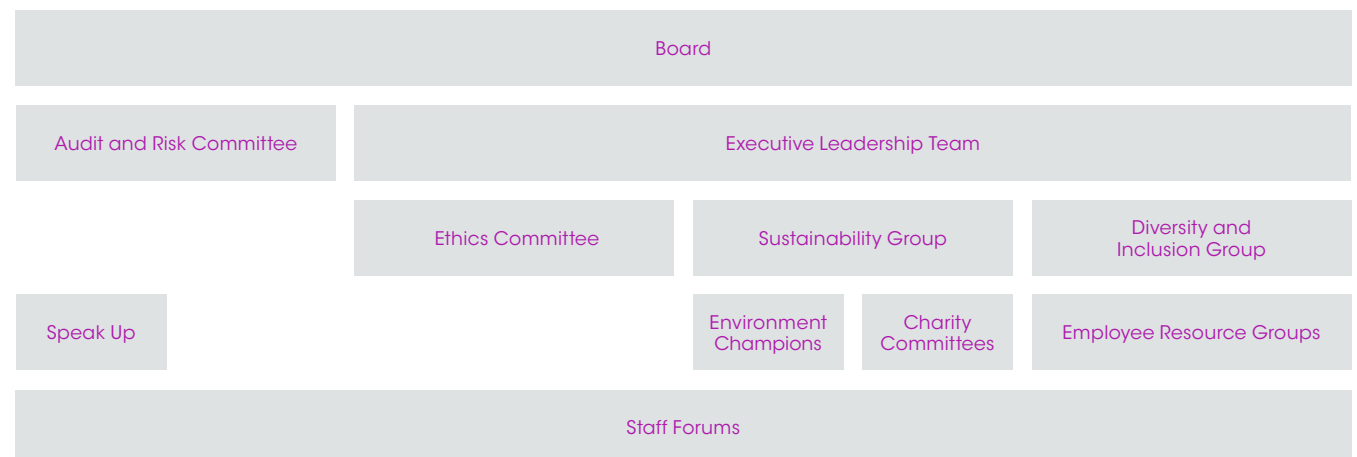 Board
Audit and Risk Committee
Executive Leadership Team
Ethics Committee
Sustainability Group
Diversity and
Inclusion Group
Speak Up
Environment
Champions
Charity
Committees
Employee Resource Groups
Staff Forums